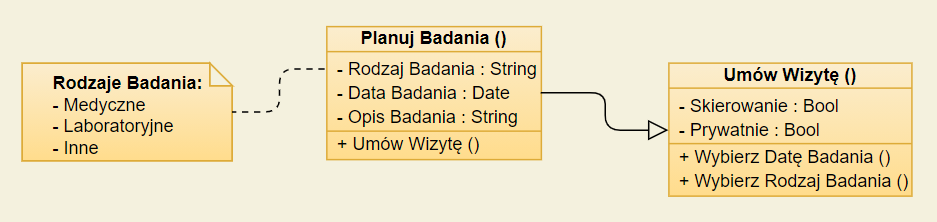 Rodzaje Badania:
- Medyczne
- Laboratoryjne
- Inne
Planuj Badania ()
- Rodzaj Badania : String
- Data Badania : Date
- Opis Badania : String
+ Umów Wizytę ()
Umów Wizytę ()
- Skierowanie : Bool
- Prywatnie : Bool
+ Wybierz Datę Badania ()
+ Wybierz Rodzaj Badania ()